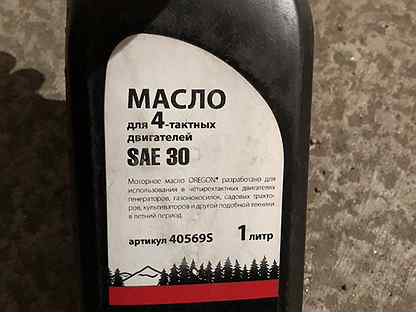 МАСЛО
для 4-тактных
двигателей
SAE 30
Моторное масло OREGON® разработано для
использования в четырехтактных двигателях
генераторов, газонокосилок, садовых тракто-
ров, культиваторов и другой подобной техники
в летний период.
артикул 40569S 1 литр